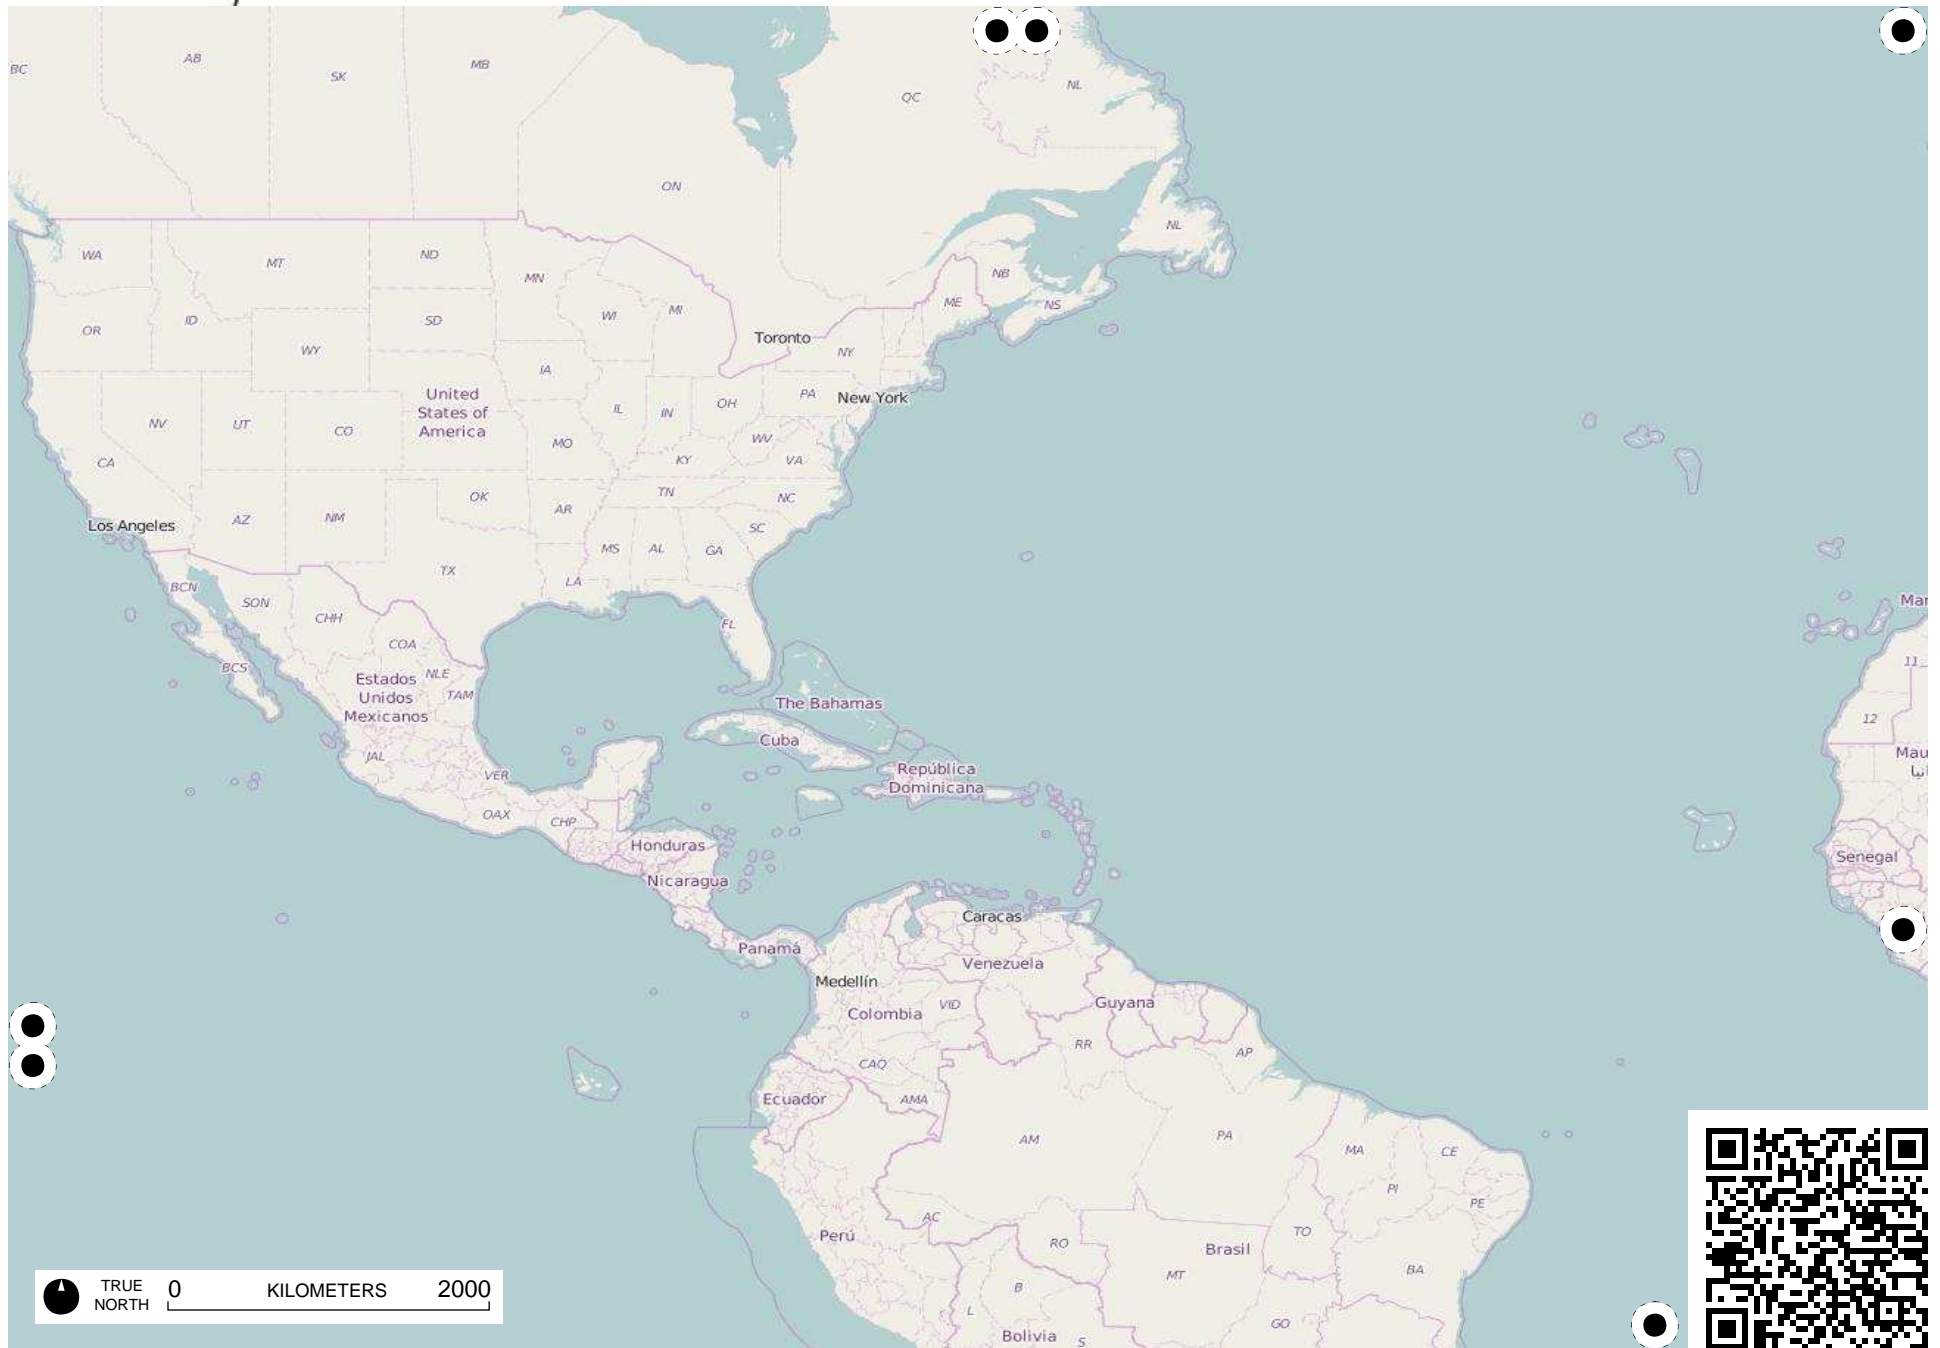 BC
AB
SK
MB
QC
NL
ON
NL
WA
MT
ND
MN
NB
ME
NS
OR
ID
SD
WI
MI
WY
Toronto
NY
IA
United
States of
America
PA
New York
NV
UT
CO
IL
IN
OH
CA
MO
WV
KY
VA
OK
TN
NC
Los Angeles
AZ
NM
AR
SC
MS
AL
GA
TX
LA
BCN
SON
CHH
FL
Mar
COA
BCS
NLE
11
Estados
Unidos
Mexicanos
TAM
The Bahamas
12
Cuba
JAL
VER
República
Dominicana
Mau
OAX
CHP
Honduras
Senegal
Nicaragua
Caracas
Panamá
Venezuela
Medellín
Colombia
VID
Guyana
RR
AP
CAQ
Ecuador
AMA
AM
PA
MA
CE
PI
PE
AC
Perú
RO
Brasil
TO
MT
BA
B
L
GO
Bolivia
S
TRUE
NORTH
0 KILOMETERS 2000